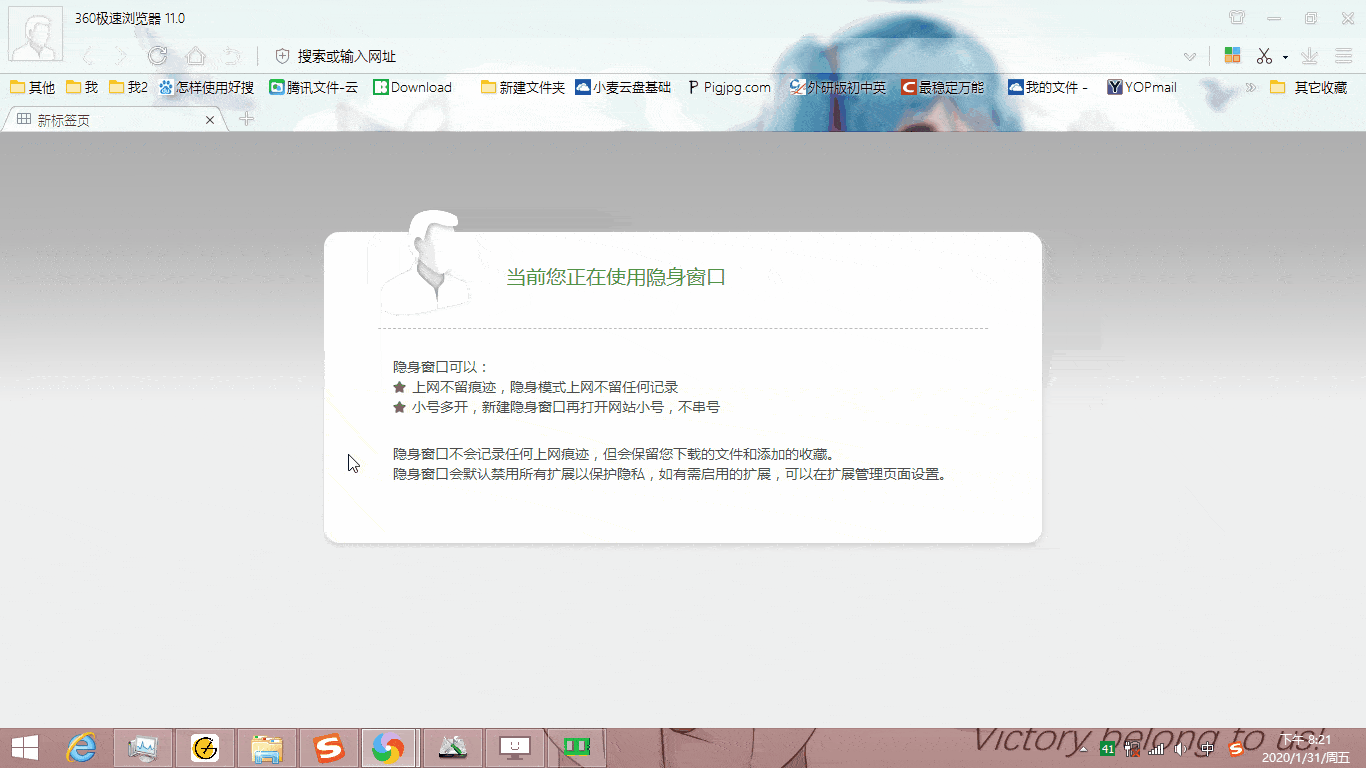 360极速浏览器 11.0
搜索或输入网址
其他 我 我2 怎样使用好搜 腾讯文件-云 Download 新建文件夹 小麦云盘基础 Pigjpg.com 外研版初中英 最稳定万能 我的文件 - YOPmail 其它收藏
新标签页
当前您正在使用隐身窗口
隐身窗口可以：
上网不留痕迹，隐身模式上网不留任何记录
小号多开，新建隐身窗口再打开网站小号，不串号
隐身窗口不会记录任何上网痕迹，但会保留您下载的文件和添加的收藏。
隐身窗口会默认禁用所有扩展以保护隐私，如有需启用的扩展，可以在扩展管理页面设置。
Victory belong to
41 中 下午 8:21
2020/1/31/周五